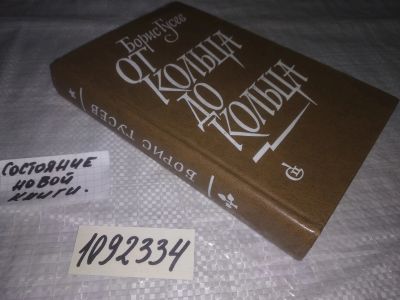 Борис Гусев
ОТ
КОЛЬЦА
ДО
КОЛЬЦА
БОРИС ГУСЕВ
СОСТОЯНИЕ
НОВОЙ
КНИГИ.
1092334